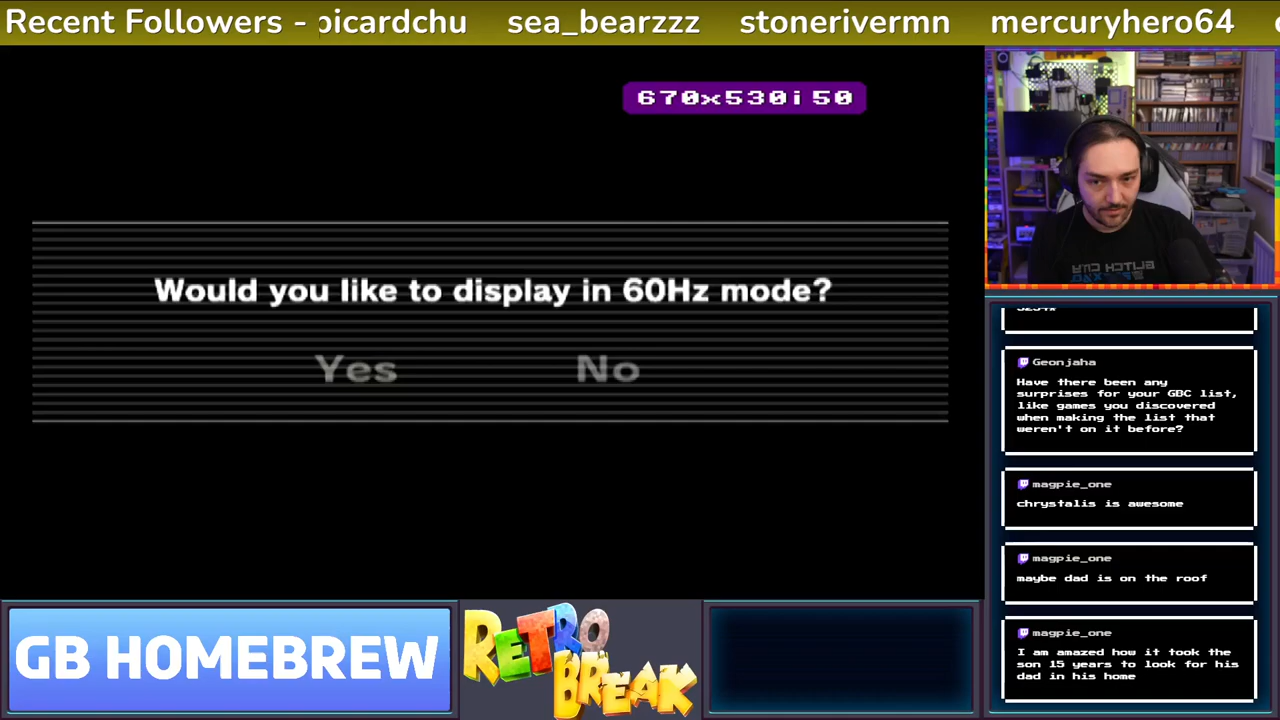 Recent Followers - picardchu sea_bearzzz stonerivermn mercuryhero64
670x530i50
Would you like to display in 60Hz mode?
Yes No
Geonjaha
Have there been any
surprises for your GBC list,
like games you discovered
when making the list that
weren't on it before?
magpie_one
chrystalis is awesome
magpie_one
maybe dad is on the roof
magpie_one
I am amazed how it took the
son 15 years to look for his
dad in his home
GB HOMEBREW
RETRO
BREAK